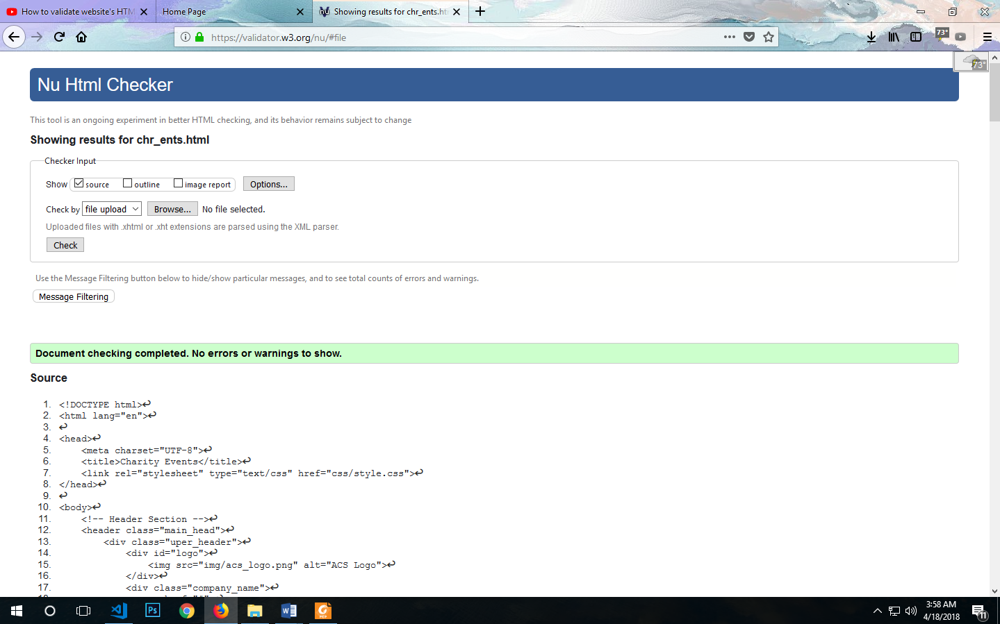 How to validate website's HTM
Home Page
Showing results for chr_ents.ht
https://validator.w3.org/nu/#file
73°
73°
Nu Html Checker
This tool is an ongoing experiment in better HTML checking, and its behavior remains subject to change
Showing results for chr_ents.html
Checker Input
Show source outline image report Options...
Check by file upload Browse... No file selected.
Uploaded files with .xhtml or .xht extensions are parsed using the XML parser.
Check
Use the Message Filtering button below to hide/show particular messages, and to see total counts of errors and warnings.
Message Filtering
Document checking completed. No errors or warnings to show.
Source
1. <!DOCTYPE html>↩
2. <html lang="en">↩
3. ↩
4. <head>↩
5. <meta charset="UTF-8">↩
6. <title>Charity Events</title>↩
7. <link rel="stylesheet" type="text/css" href="css/style.css">↩
8. </head>↩
9. ↩
10. <body>↩
11. <!-- Header Section -->↩
12. <header class="main_head">↩
13. <div class="uper_header">↩
14. <div id="logo">↩
15. <img src="img/acs_logo.png" alt="ACS Logo">↩
16. </div>↩
17. <div class="company_name">↩
Ps
W
G
PDF
3:58 AM
4/18/2018
11